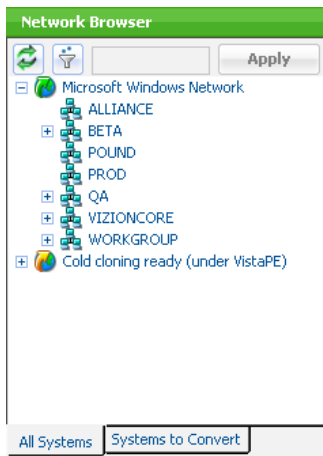 Network Browser
Apply
Microsoft Windows Network
ALLIANCE
BETA
POUND
PROD
QA
VIZIONCORE
WORKGROUP
Cold cloning ready (under VistaPE)
All Systems Systems to Convert